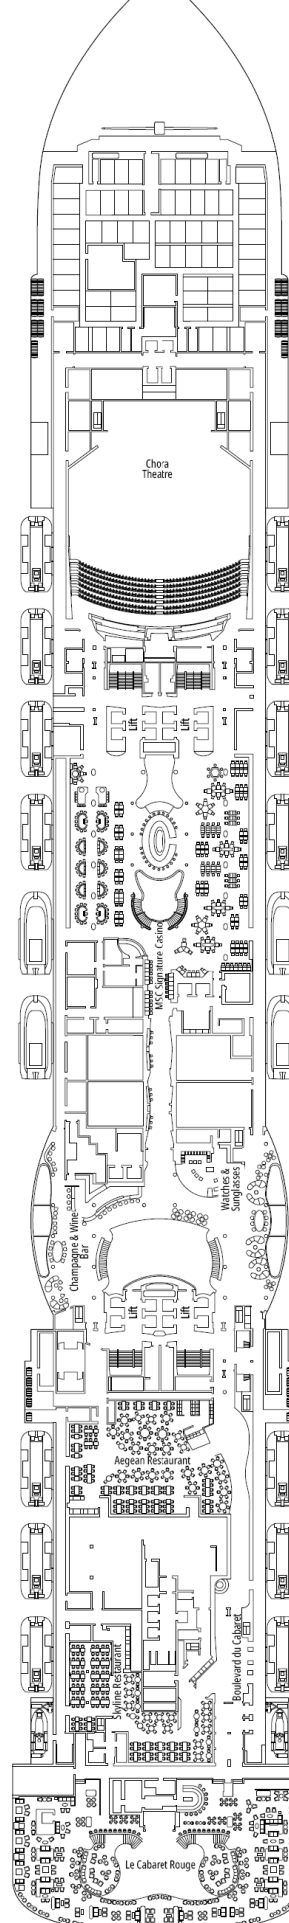 Chora
Theatre
Lift
Lift
MSC Signature Casino
Watches &
Sunglasses
Champagne & Wine
Bar
Lift
Lift
Aegean Restaurant
Skyline Restaurant
Boulevard du Cabaret
Le Cabaret Rouge